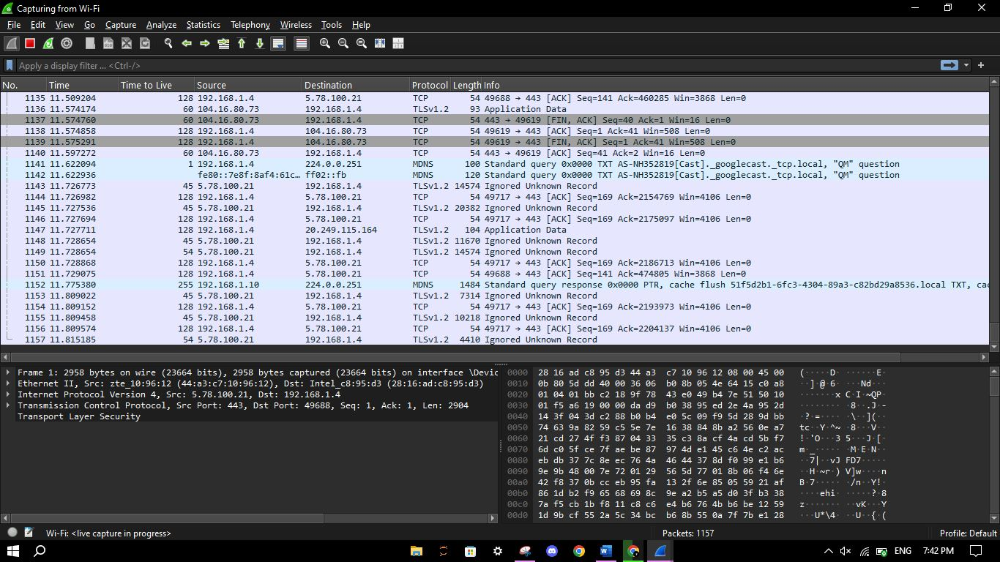 Capturing from Wi-Fi
File Edit View Go Capture Analyze Statistics Telephony Wireless Tools Help
Apply a display filter ... <Ctrl-/>
No. Time Time to Live Source Destination Protocol Length Info
1135 11.509204 128 192.168.1.4 5.78.100.21 TCP 54 49688 → 443 [ACK] Seq=141 Ack=460285 Win=3868 Len=0
1136 11.574174 60 104.16.80.73 192.168.1.4 TLSv1.2 93 Application Data
1137 11.574760 60 104.16.80.73 192.168.1.4 TCP 54 443 → 49619 [FIN, ACK] Seq=40 Ack=1 Win=16 Len=0
1138 11.574858 128 192.168.1.4 104.16.80.73 TCP 54 49619 → 443 [ACK] Seq=1 Ack=41 Win=508 Len=0
1139 11.575291 128 192.168.1.4 104.16.80.73 TCP 54 49619 → 443 [FIN, ACK] Seq=1 Ack=41 Win=508 Len=0
1140 11.597272 60 104.16.80.73 192.168.1.4 TCP 54 443 → 49619 [ACK] Seq=41 Ack=2 Win=16 Len=0
1141 11.622094 1 192.168.1.4 224.0.0.251 MDNS 100 Standard query 0x0000 TXT AS-NH352819[Cast]._googlecast._tcp.local, "QM" question
1142 11.622936 fe80::7e8f:8af4:61c… ff02::fb MDNS 120 Standard query 0x0000 TXT AS-NH352819[Cast]._googlecast._tcp.local, "QM" question
1143 11.726773 45 5.78.100.21 192.168.1.4 TLSv1.2 14574 Ignored Unknown Record
1144 11.726982 128 192.168.1.4 5.78.100.21 TCP 54 49717 → 443 [ACK] Seq=169 Ack=2154769 Win=4106 Len=0
1145 11.727536 45 5.78.100.21 192.168.1.4 TLSv1.2 20382 Ignored Unknown Record
1146 11.727694 128 192.168.1.4 5.78.100.21 TCP 54 49717 → 443 [ACK] Seq=169 Ack=2175097 Win=4106 Len=0
1147 11.727711 128 192.168.1.4 20.249.115.164 TLSv1.2 104 Application Data
1148 11.728654 45 5.78.100.21 192.168.1.4 TLSv1.2 11670 Ignored Unknown Record
1149 11.728654 54 5.78.100.21 192.168.1.4 TLSv1.2 14574 Ignored Unknown Record
1150 11.728868 128 192.168.1.4 5.78.100.21 TCP 54 49717 → 443 [ACK] Seq=169 Ack=2186713 Win=4106 Len=0
1151 11.729075 128 192.168.1.4 5.78.100.21 TCP 54 49688 → 443 [ACK] Seq=141 Ack=474805 Win=3868 Len=0
1152 11.775380 255 192.168.1.10 224.0.0.251 MDNS 1484 Standard query response 0x0000 PTR, cache flush 51f5d2b1-6fc3-4304-89a3-c82bd29a8536.local TXT, cac
1153 11.809022 45 5.78.100.21 192.168.1.4 TLSv1.2 7314 Ignored Unknown Record
1154 11.809152 128 192.168.1.4 5.78.100.21 TCP 54 49717 → 443 [ACK] Seq=169 Ack=2193973 Win=4106 Len=0
1155 11.809458 45 5.78.100.21 192.168.1.4 TLSv1.2 10218 Ignored Unknown Record
1156 11.809574 128 192.168.1.4 5.78.100.21 TCP 54 49717 → 443 [ACK] Seq=169 Ack=2204137 Win=4106 Len=0
1157 11.815185 54 5.78.100.21 192.168.1.4 TLSv1.2 4410 Ignored Unknown Record
Frame 1: 2958 bytes on wire (23664 bits), 2958 bytes captured (23664 bits) on interface \Devic
Ethernet II, Src: zte_10:96:12 (44:a3:c7:10:96:12), Dst: Intel_c8:95:d3 (28:16:ad:c8:95:d3)
Internet Protocol Version 4, Src: 5.78.100.21, Dst: 192.168.1.4
Transmission Control Protocol, Src Port: 443, Dst Port: 49688, Seq: 1, Ack: 1, Len: 2904
Transport Layer Security
0000 28 16 ad c8 95 d3 44 a3 c7 10 96 12 08 00 45 00
0010 0b 80 5d dd 40 00 36 06 b0 8b 05 4e 64 15 c0 a8
0020 01 04 01 bb c2 18 9f 78 43 e0 49 b4 7e 51 50 10
0030 01 f5 a6 19 00 00 da d9 b0 38 95 ed 2e 4a 95 2d
0040 14 3f 04 3d c2 88 b0 b4 e0 5c 09 f9 5d 28 9d bb
0050 74 63 9a 82 59 c5 5e 7e 16 38 84 8b a2 56 0e a7
0060 21 cd 27 4f f3 87 04 33 35 c3 8a cf 4a cd 5b f7
0070 6d c0 5f ce 7f ae be 87 97 4d e1 45 c6 4e c2 ac
0080 eb db 37 7c 8e ec 76 4a 46 44 37 8d f0 99 e1 b6
0090 9e 9b 48 00 7e 72 01 29 56 5d 77 01 8b 06 f4 6e
00a0 42 f8 37 0b cc eb 95 fa 13 2f 6e 85 05 59 21 af
00b0 86 1d b2 f9 65 68 69 8c 9e a2 b5 a5 d0 3f b3 38
00c0 7a f5 cb 1b f8 11 c8 c6 e4 b6 76 4b b6 be 12 59
00d0 1d 9b cf 55 2a 5c 34 bc b6 8b 55 0a 7f 7b e1 28
Wi-Fi: <live capture in progress> Packets: 1157 Profile: Default
ENG 7:42 PM